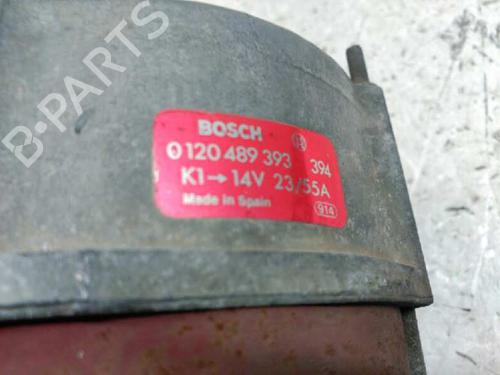 B-PARTS
BOSCH
0 120 489 393 394
K1→14V 23/55A
Made in Spain 914